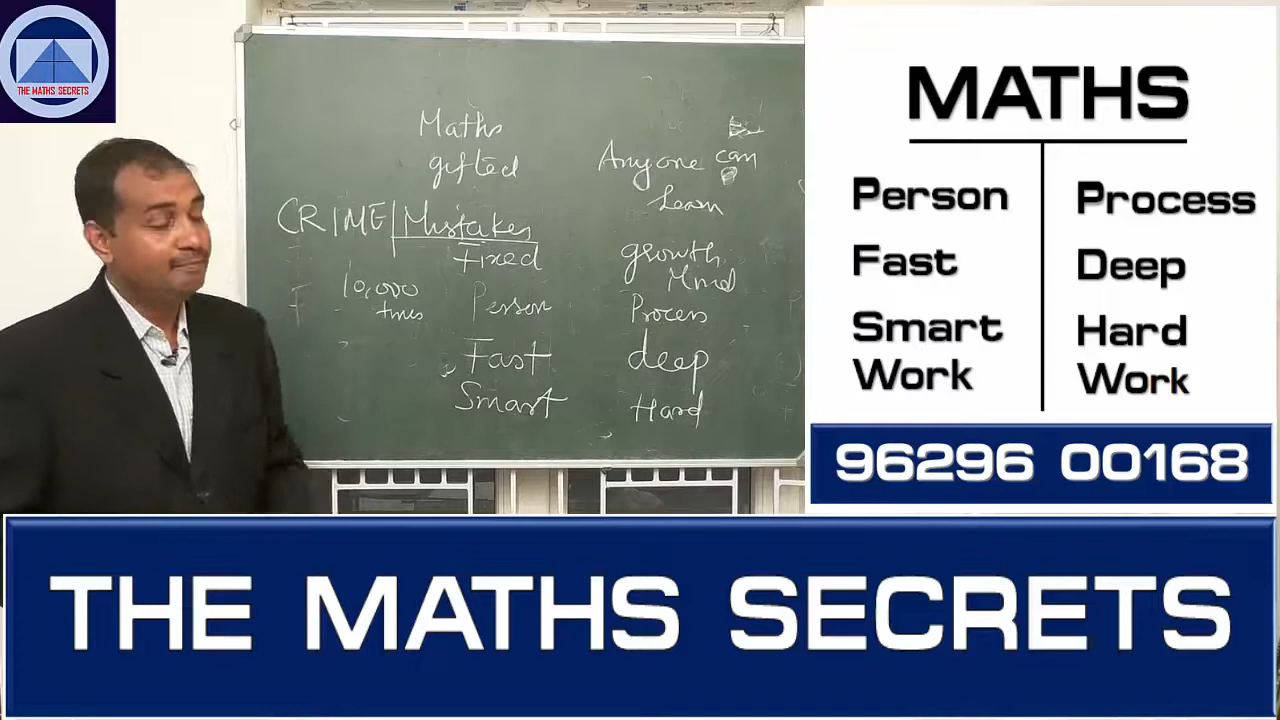 THE MATHS SECRETS
Maths
gifted
Anyone can
Learn
CRIME | Mistakes
Fixed
growth
Mind
10,000
times
Person
Process
Fast
deep
Smart
Hard
MATHS
Person
Process
Fast
Deep
Smart
Work
Hard
Work
96296 00168
THE MATHS SECRETS